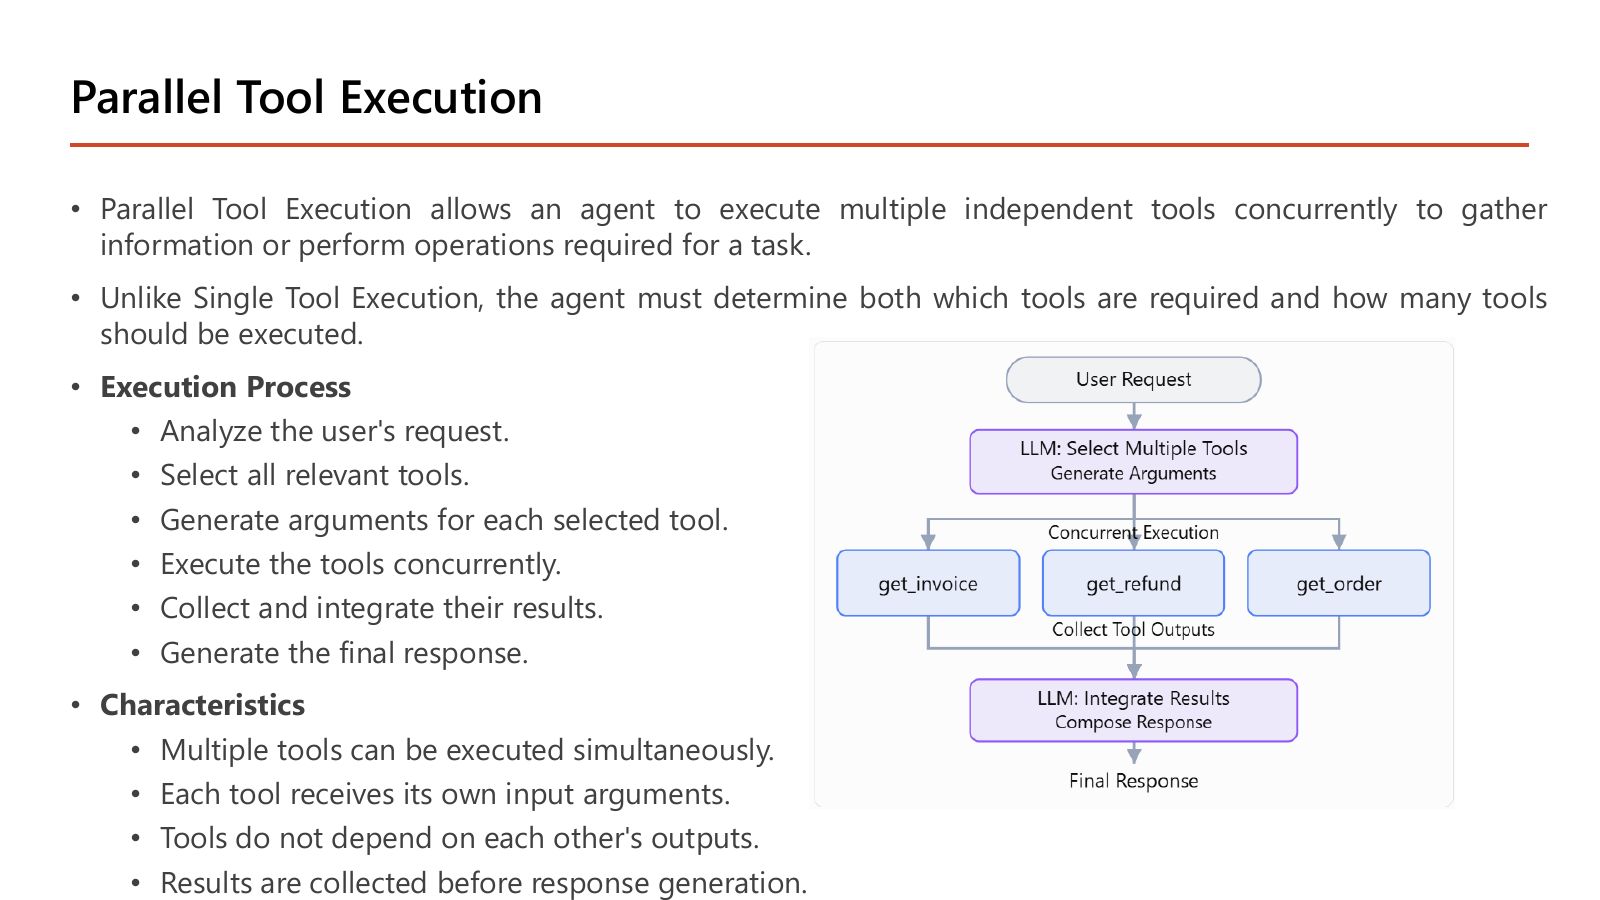 Parallel Tool Execution
• Parallel Tool Execution allows an agent to execute multiple independent tools concurrently to gather
information or perform operations required for a task.
• Unlike Single Tool Execution, the agent must determine both which tools are required and how many tools
should be executed.
• Execution Process
• Analyze the user's request.
• Select all relevant tools.
• Generate arguments for each selected tool.
• Execute the tools concurrently.
• Collect and integrate their results.
• Generate the final response.
• Characteristics
• Multiple tools can be executed simultaneously.
• Each tool receives its own input arguments.
• Tools do not depend on each other's outputs.
• Results are collected before response generation.
User Request
LLM: Select Multiple Tools
Generate Arguments
Concurrent Execution
get_invoice
get_refund
get_order
Collect Tool Outputs
LLM: Integrate Results
Compose Response
Final Response